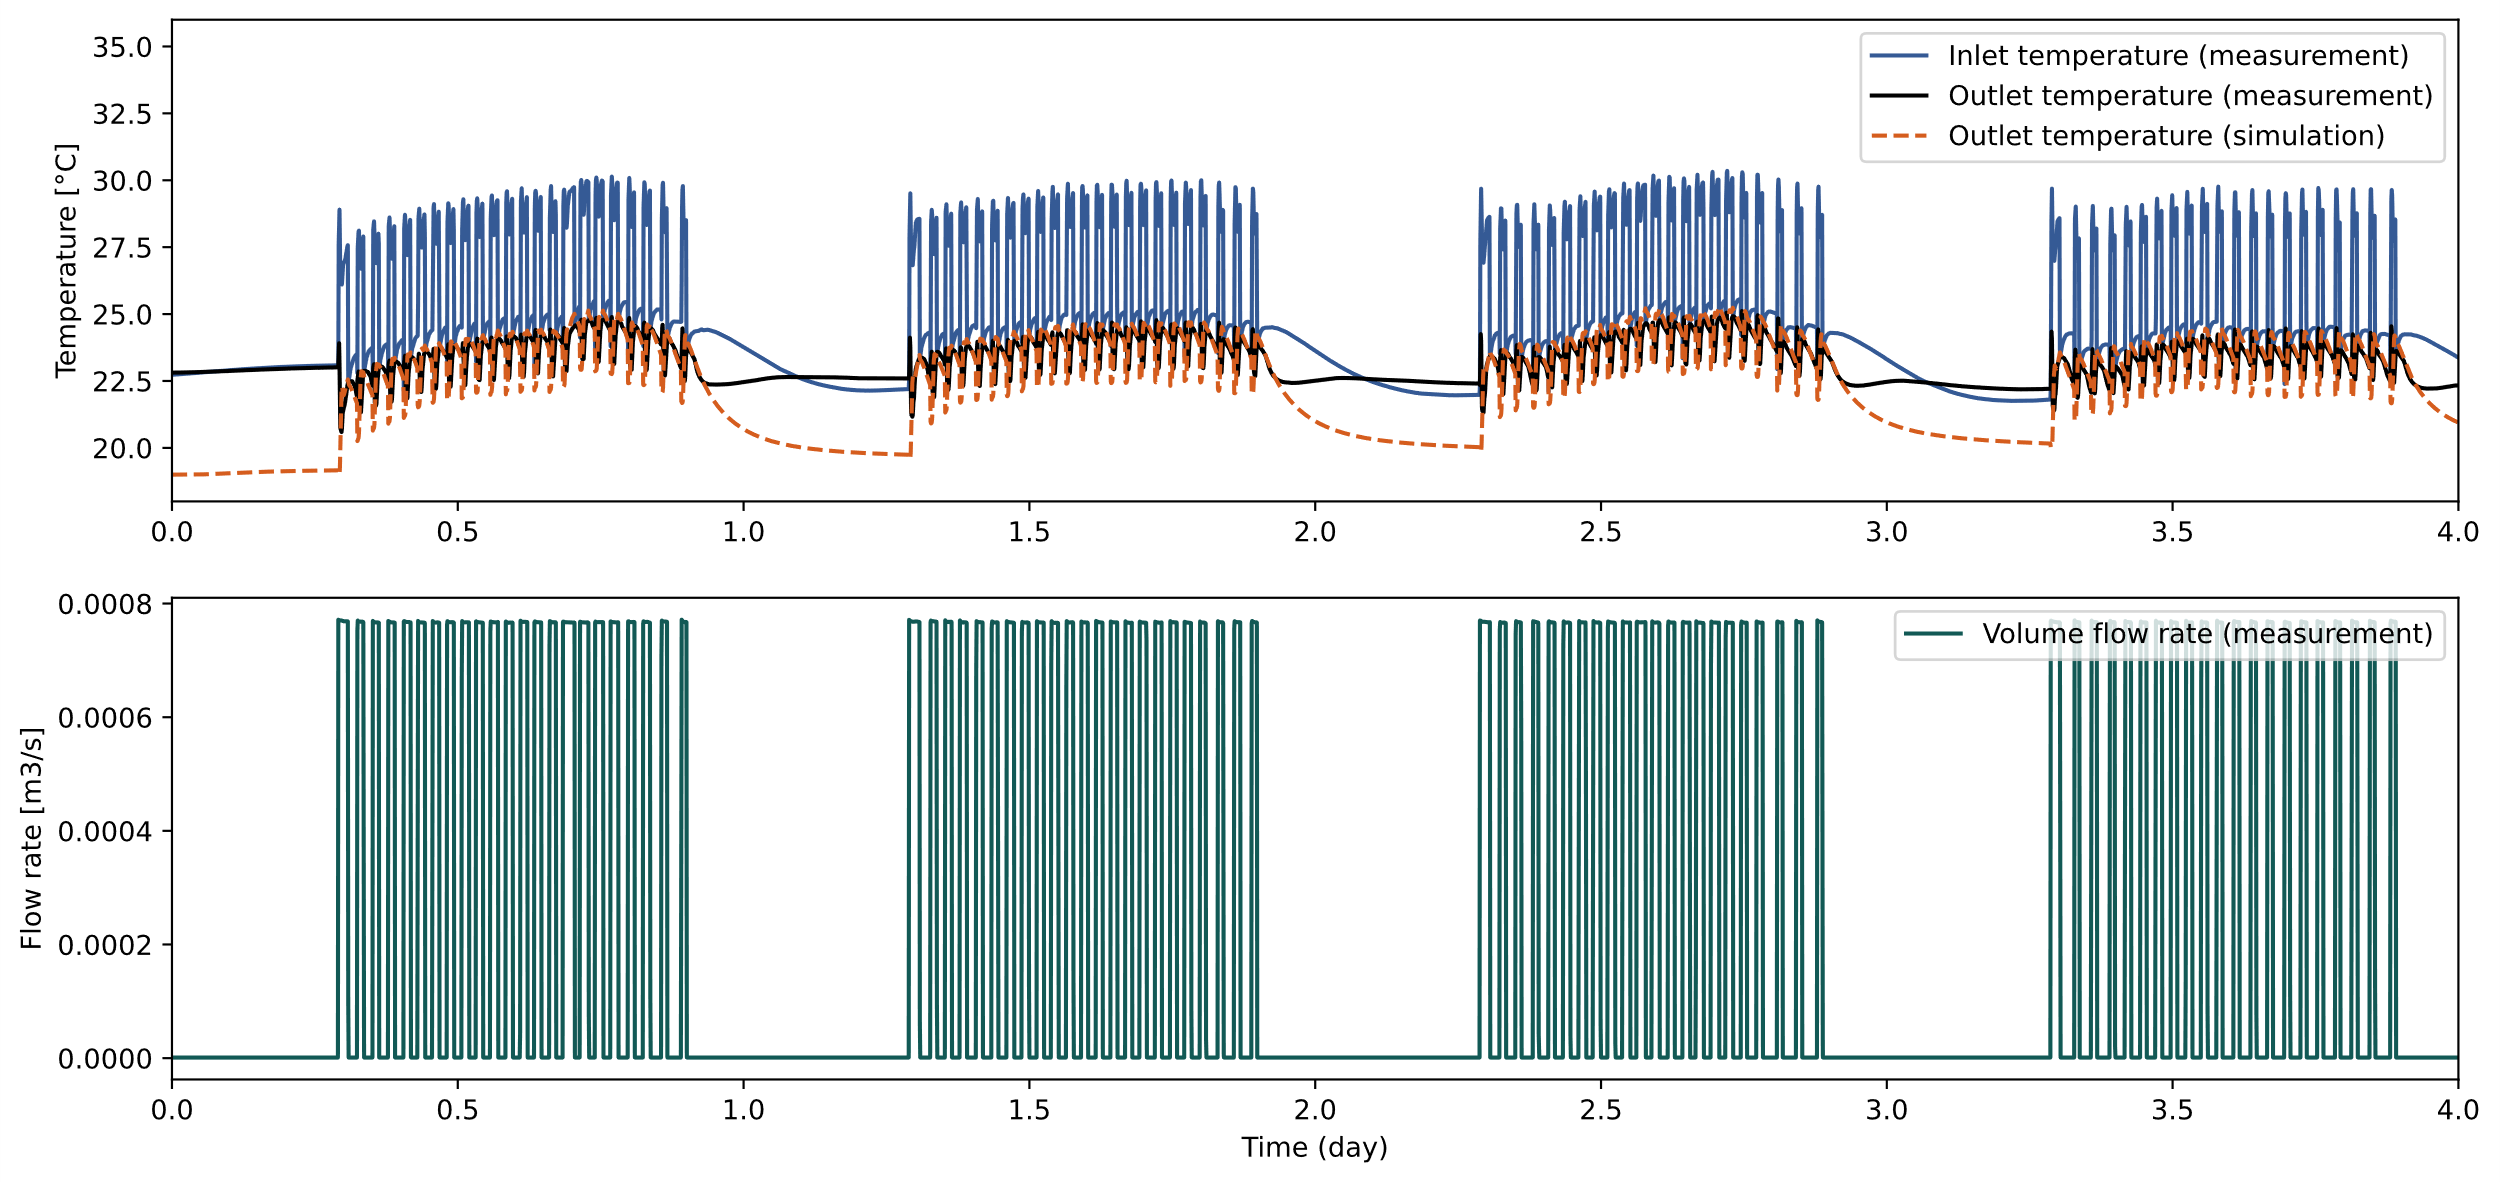 Temperature [°C]
35.0
32.5
30.0
27.5
25.0
22.5
20.0
Inlet temperature (measurement)
Outlet temperature (measurement)
Outlet temperature (simulation)
0.0 0.5 1.0 1.5 2.0 2.5 3.0 3.5 4.0
Flow rate [m3/s]
0.0008
0.0006
0.0004
0.0002
0.0000
Volume flow rate (measurement)
0.0 0.5 1.0 1.5 2.0 2.5 3.0 3.5 4.0
Time (day)